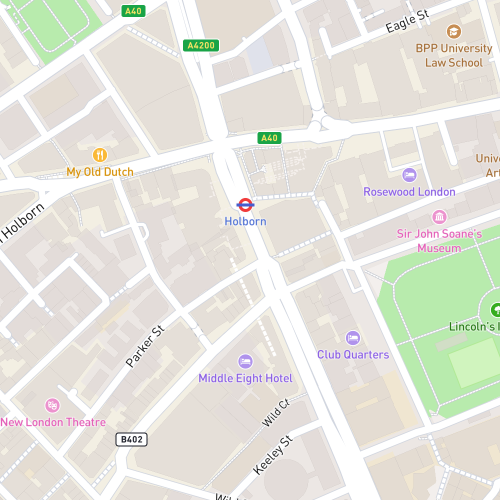 A40
Eagle St
A4200
BPP University
Law School
A40
My Old Dutch
Rosewood London
Holborn
Holborn
Sir John Soane's
Museum
Lincoln's
Parker St
Club Quarters
Middle Eight Hotel
New London Theatre
Wild Ct
B402
Keeley St